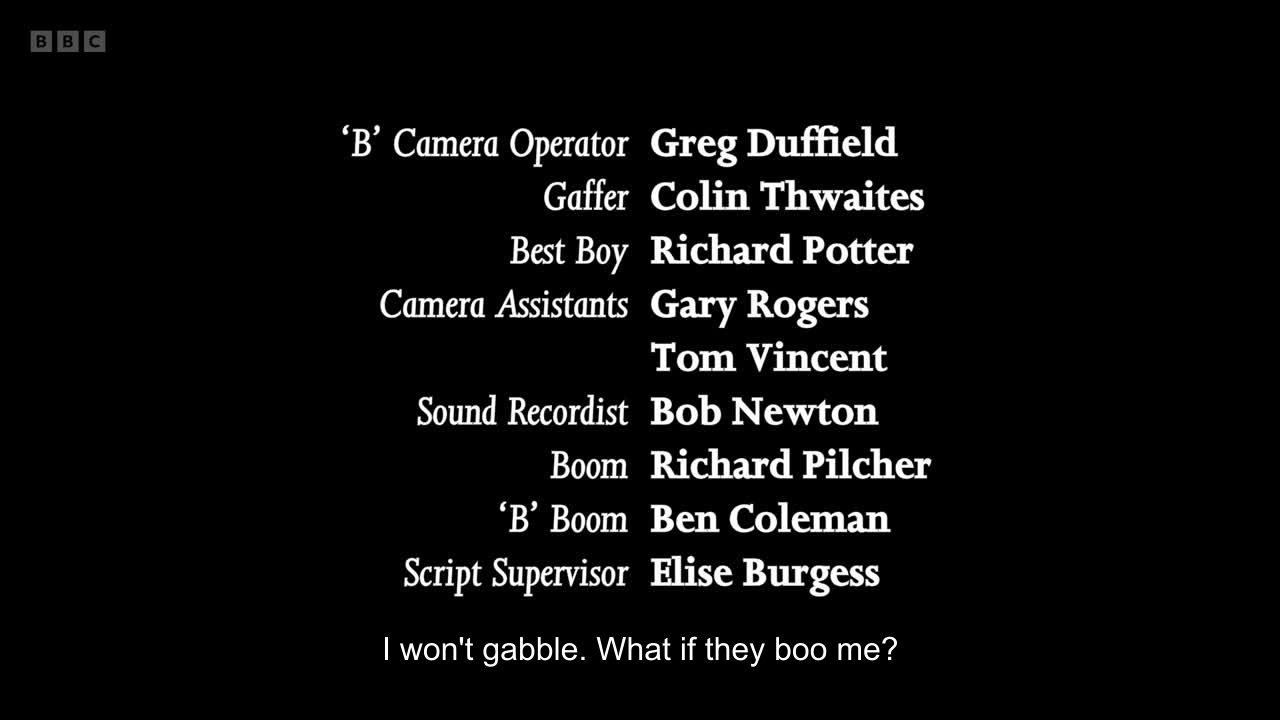 BBC
‘B’ Camera Operator Greg Duffield
Gaffer Colin Thwaites
Best Boy Richard Potter
Camera Assistants Gary Rogers
Tom Vincent
Sound Recordist Bob Newton
Boom Richard Pilcher
‘B’ Boom Ben Coleman
Script Supervisor Elise Burgess
I won't gabble. What if they boo me?